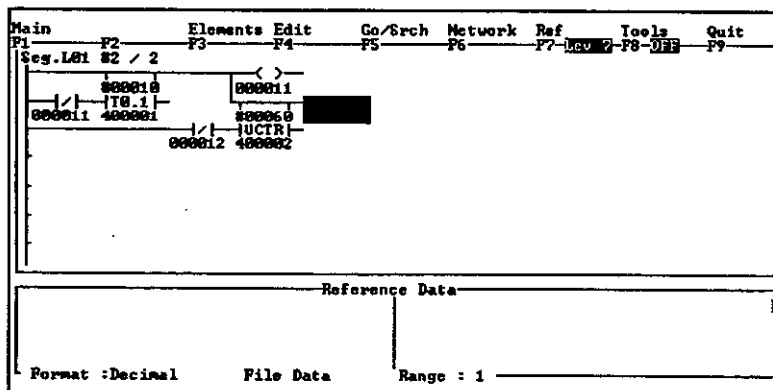 Main Elements Edit Go/Srch Network Ref Tools Quit
F1 F2 F3 F4 F5 F6 F7-Lev ?-F8-OFF-F9
Seg.L01 #2 / 2
#00010 000011
T0.1 #00060
000011 400001 UCTR
000012 400002
Reference Data
Format :Decimal File Data Range : 1